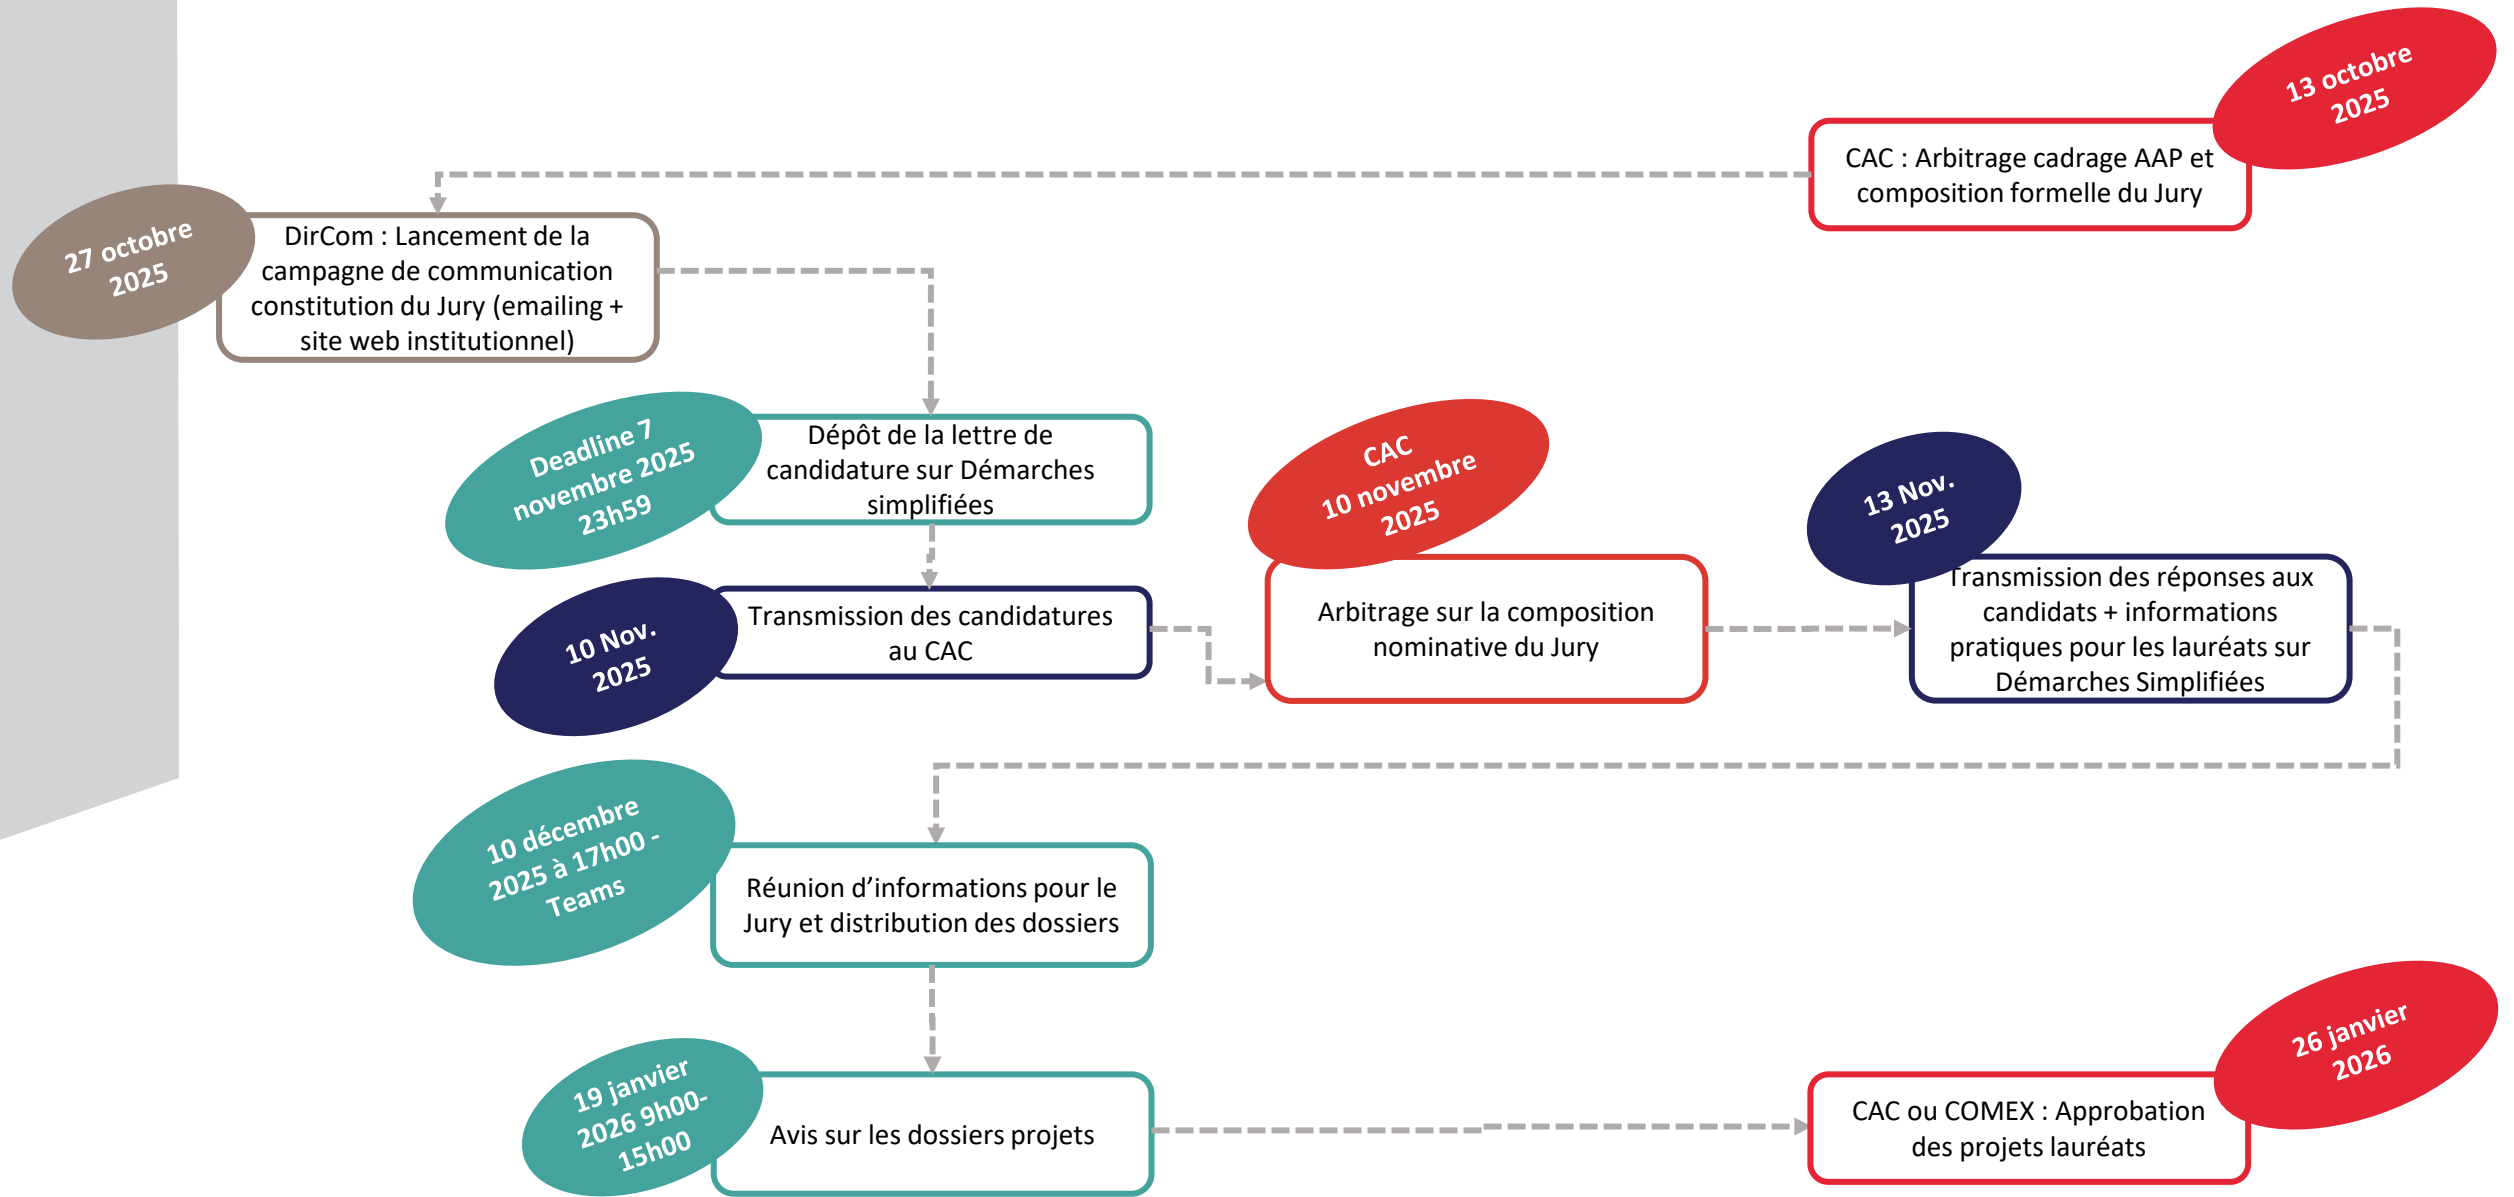 13 octobre
2025
CAC : Arbitrage cadrage AAP et
composition formelle du Jury
27 octobre
2025
DirCom : Lancement de la
campagne de communication
constitution du Jury (emailing +
site web institutionnel)
Deadline 7
novembre 2025
23h59
Dépôt de la lettre de
candidature sur Démarches
simplifiées
10 Nov.
2025
Transmission des candidatures
au CAC
CAC
10 novembre
2025
Arbitrage sur la composition
nominative du Jury
13 Nov.
2025
Transmission des réponses aux
candidats + informations
pratiques pour les lauréats sur
Démarches Simplifiées
10 décembre
2025 à 17h00 -
Teams
Réunion d’informations pour le
Jury et distribution des dossiers
19 janvier
2026 9h00-
15h00
Avis sur les dossiers projets
26 janvier
2026
CAC ou COMEX : Approbation
des projets lauréats